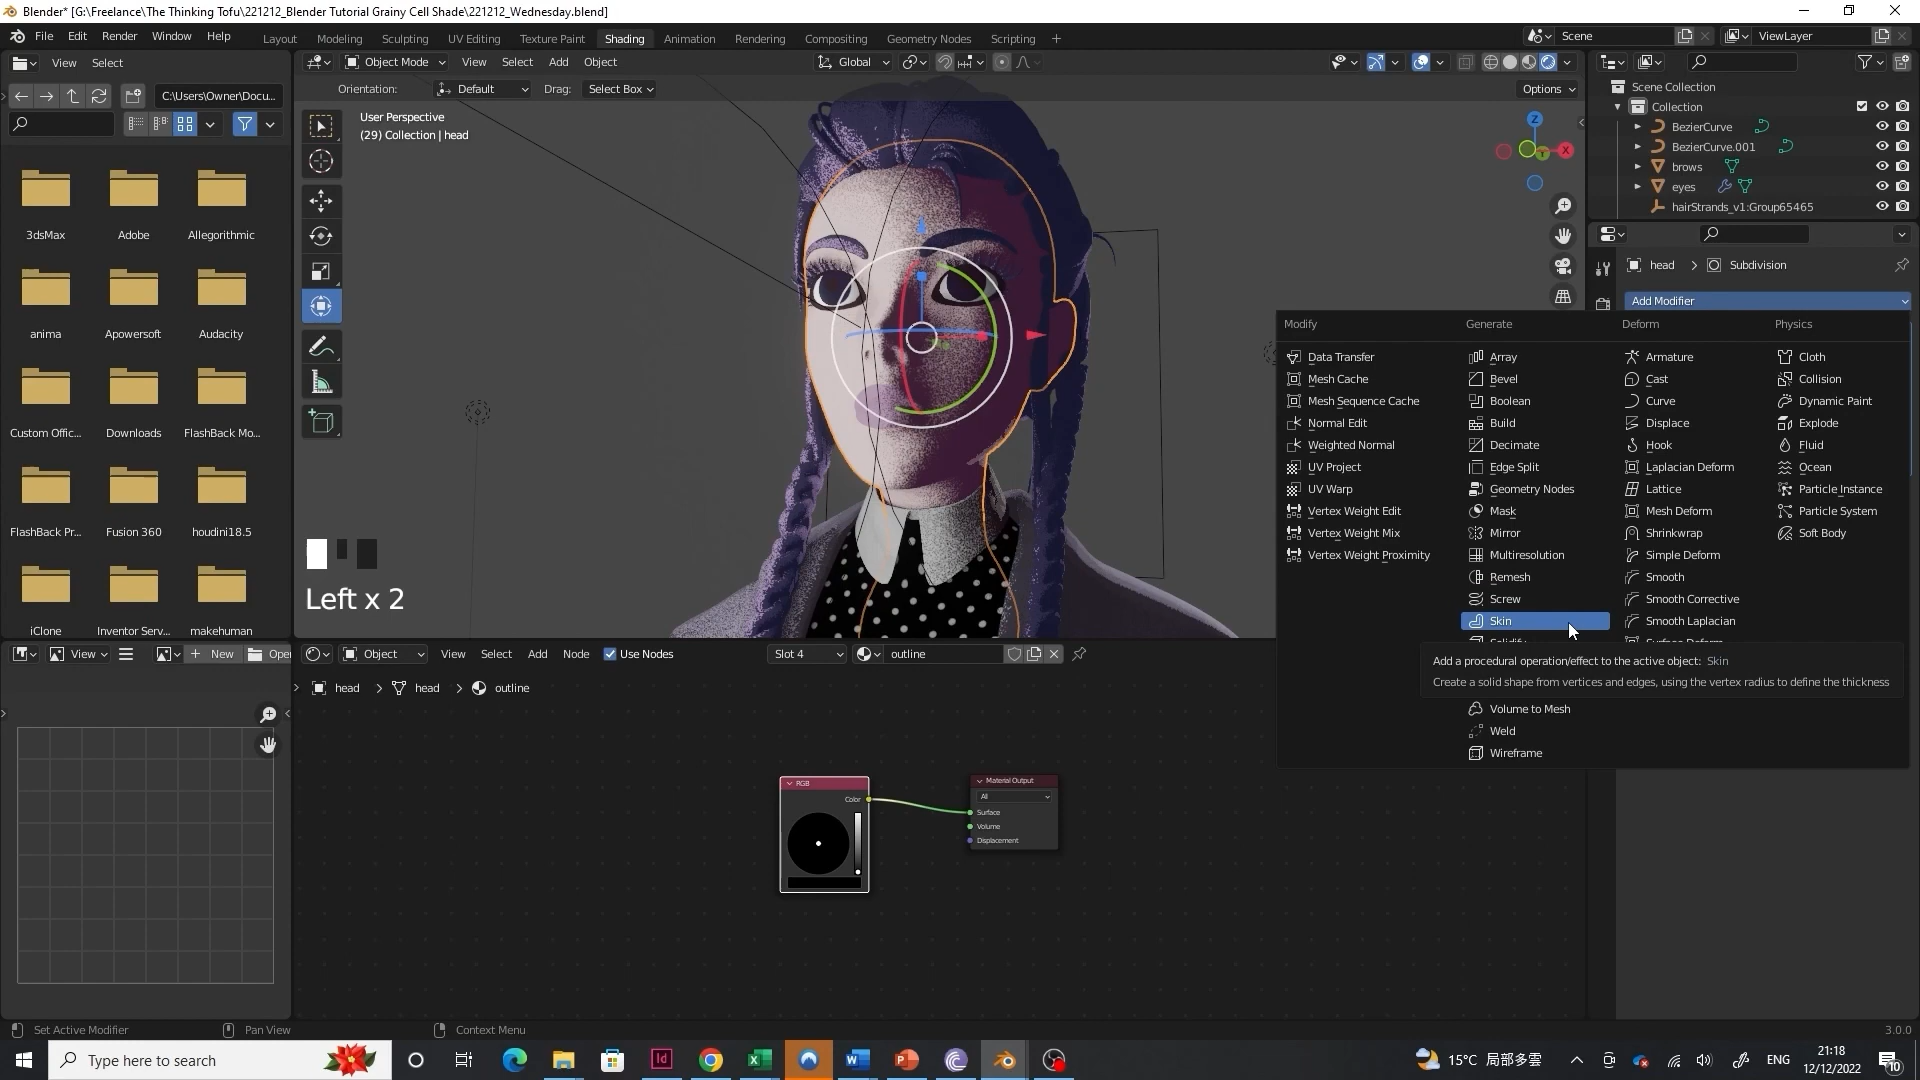 Blender* [G:\Freelance\The Thinking Tofu\221212_Blender Tutorial Grainy Cell Shade\221212_Wednesday.blend]
File Edit Render Window Help
Layout Modeling Sculpting UV Editing Texture Paint Shading Animation Rendering Compositing Geometry Nodes Scripting +
Scene
ViewLayer
View Select
Object Mode View Select Add Object
Global
C:\Users\Owner\Docu...
Orientation: Default Drag: Select Box
Options
User Perspective
(29) Collection | head
Z
X
Scene Collection
Collection
BezierCurve
BezierCurve.001
brows
eyes
hairStrands_v1:Group65465
head > Subdivision
Add Modifier
3dsMax Adobe Allegorithmic
anima Apowersoft Audacity
Custom Offic... Downloads FlashBack Mo...
FlashBack Pr... Fusion 360 houdini18.5
iClone Inventor Serv... makehuman
Left x 2
Modify
Data Transfer
Mesh Cache
Mesh Sequence Cache
Normal Edit
Weighted Normal
UV Project
UV Warp
Vertex Weight Edit
Vertex Weight Mix
Vertex Weight Proximity
Generate
Array
Bevel
Boolean
Build
Decimate
Edge Split
Geometry Nodes
Mask
Mirror
Multiresolution
Remesh
Screw
Skin
Volume to Mesh
Weld
Wireframe
Deform
Armature
Cast
Curve
Displace
Hook
Laplacian Deform
Lattice
Mesh Deform
Shrinkwrap
Simple Deform
Smooth
Smooth Corrective
Smooth Laplacian
Physics
Cloth
Collision
Dynamic Paint
Explode
Fluid
Ocean
Particle Instance
Particle System
Soft Body
Add a procedural operation/effect to the active object: Skin
Create a solid shape from vertices and edges, using the vertex radius to define the thickness
View + New Open
Object View Select Add Node Use Nodes
Slot 4
outline
head > head > outline
RGB
Color
Material Output
All
Surface
Volume
Displacement
Set Active Modifier
Pan View
Context Menu
3.0.0
Type here to search
15°C 局部多雲
ENG
21:18
12/12/2022
10